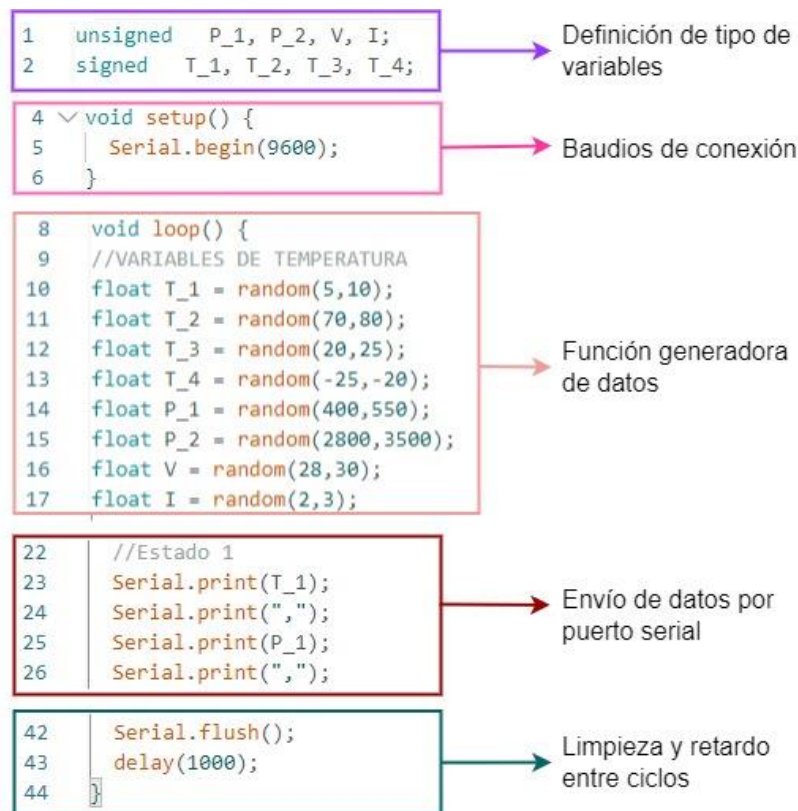 1 unsigned P_1, P_2, V, I;
2 signed T_1, T_2, T_3, T_4;
Definición de tipo de
variables
4 void setup() {
5 Serial.begin(9600);
6 }
Baudios de conexión
8 void loop() {
9 //VARIABLES DE TEMPERATURA
10 float T_1 = random(5,10);
11 float T_2 = random(70,80);
12 float T_3 = random(20,25);
13 float T_4 = random(-25,-20);
14 float P_1 = random(400,550);
15 float P_2 = random(2800,3500);
16 float V = random(28,30);
17 float I = random(2,3);
Función generadora
de datos
22 //Estado 1
23 Serial.print(T_1);
24 Serial.print(",");
25 Serial.print(P_1);
26 Serial.print(",");
Envío de datos por
puerto serial
42 Serial.flush();
43 delay(1000);
44 }
Limpieza y retardo
entre ciclos